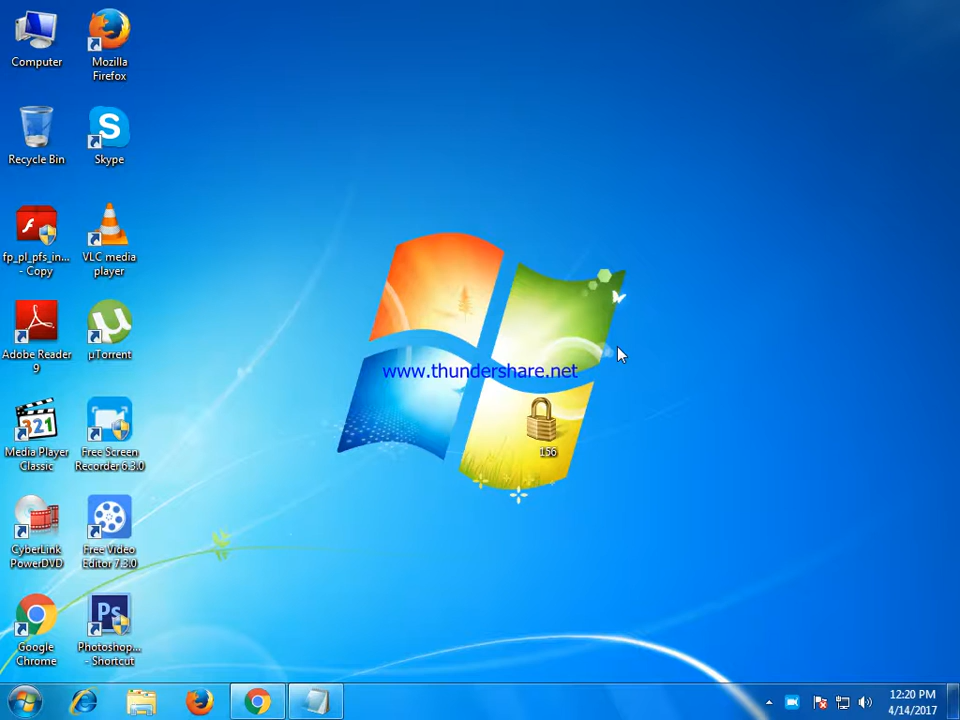 Computer
Mozilla
Firefox
Recycle Bin
Skype
fp_pl_pfs_in...
- Copy
VLC media
player
Adobe Reader
9
µTorrent
Media Player
Classic
Free Screen
Recorder 6.3.0
CyberLink
PowerDVD
Free Video
Editor 7.3.0
Google
Chrome
Photoshop...
- Shortcut
www.thundershare.net
156
321
Ps
12:20 PM
4/14/2017